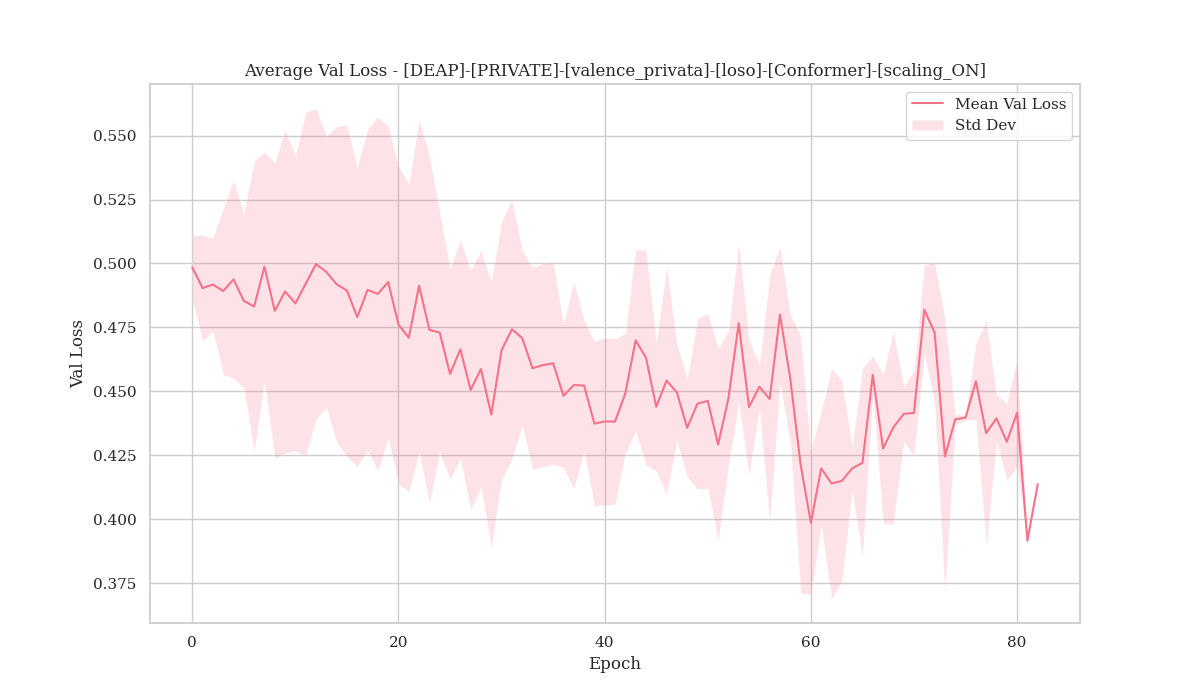 Average Val Loss - [DEAP]-[PRIVATE]-[valence_privata]-[loso]-[Conformer]-[scaling_ON]
Mean Val Loss
Std Dev
0.550
0.525
0.500
0.475
0.450
0.425
0.400
0.375
Val Loss
0 20 40 60 80
Epoch